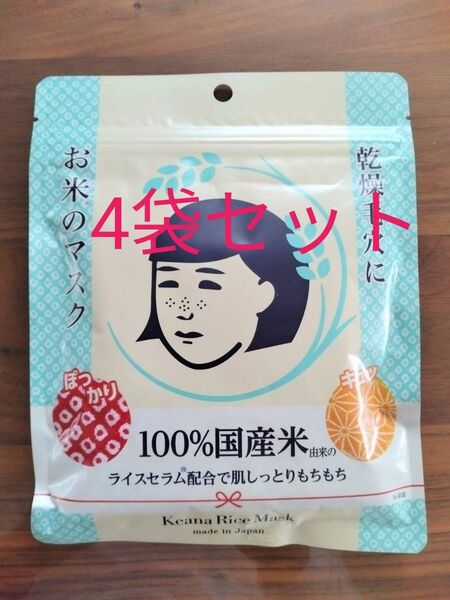 乾燥毛穴に
お米のマスク
4袋セット
ぽっかり
キュッ
100%国産米由来の
ライスセラム®配合で肌しっとりもちもち
Keana Rice Mask
made in Japan